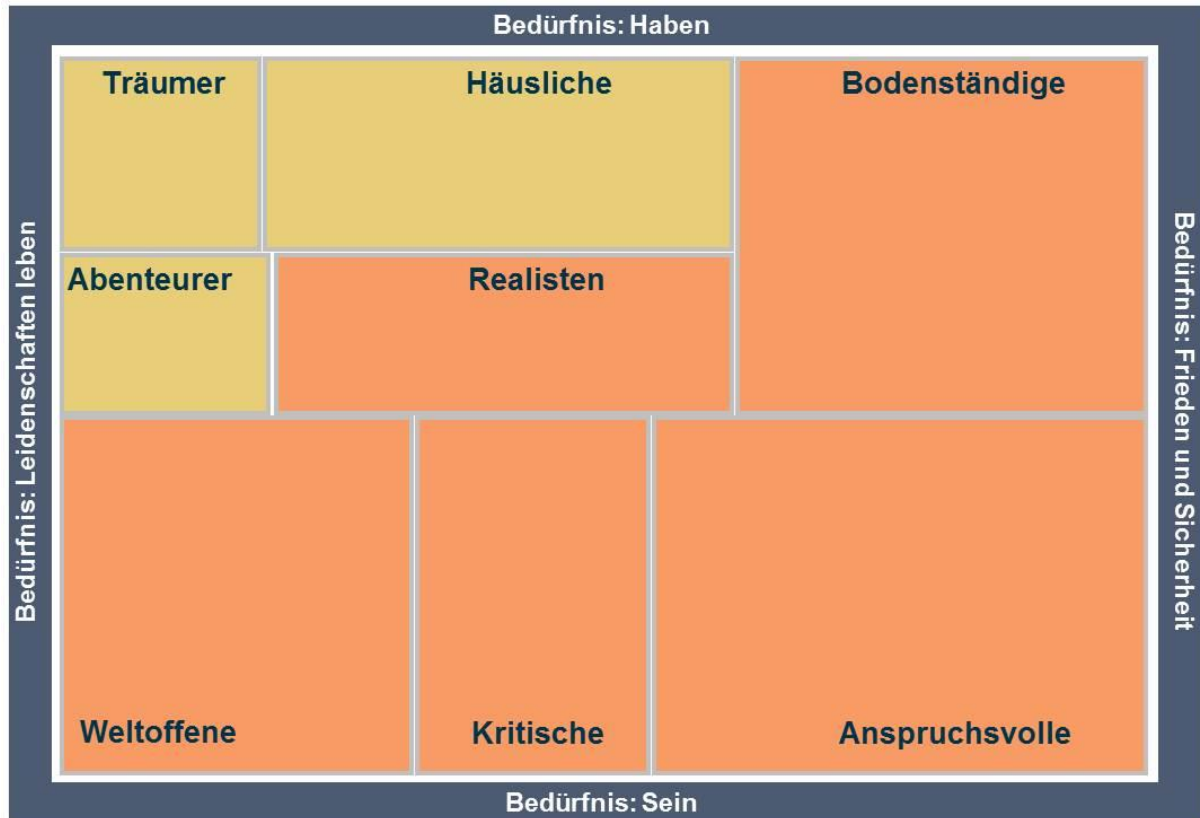 Bedürfnis: Haben
Träumer
Häusliche
Bodenständige
Abenteurer
Realisten
Bedürfnis: Leidenschaften leben
Bedürfnis: Frieden und Sicherheit
Weltoffene
Kritische
Anspruchsvolle
Bedürfnis: Sein